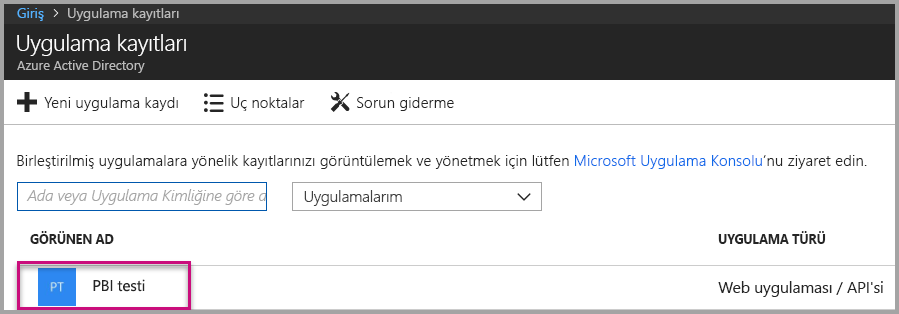 Giriş > Uygulama kayıtları
Uygulama kayıtları
Azure Active Directory
Yeni uygulama kaydı Uç noktalar Sorun giderme
Birleştirilmiş uygulamalara yönelik kayıtlarınızı görüntülemek ve yönetmek için lütfen Microsoft Uygulama Konsolu'nu ziyaret edin.
Ada veya Uygulama Kimliğine göre a Uygulamalarım
GÖRÜNEN AD UYGULAMA TÜRÜ
PT PBI testi Web uygulaması / API'si